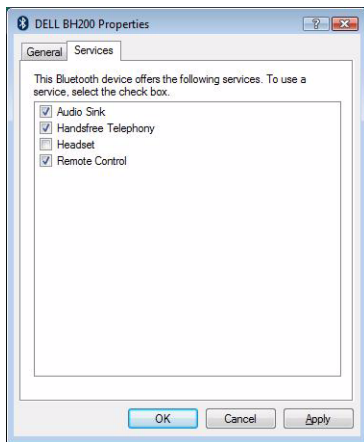 DELL BH200 Properties
General
Services
This Bluetooth device offers the following services. To use a
service, select the check box.
Audio Sink
Handsfree Telephony
Headset
Remote Control
OK
Cancel
Apply